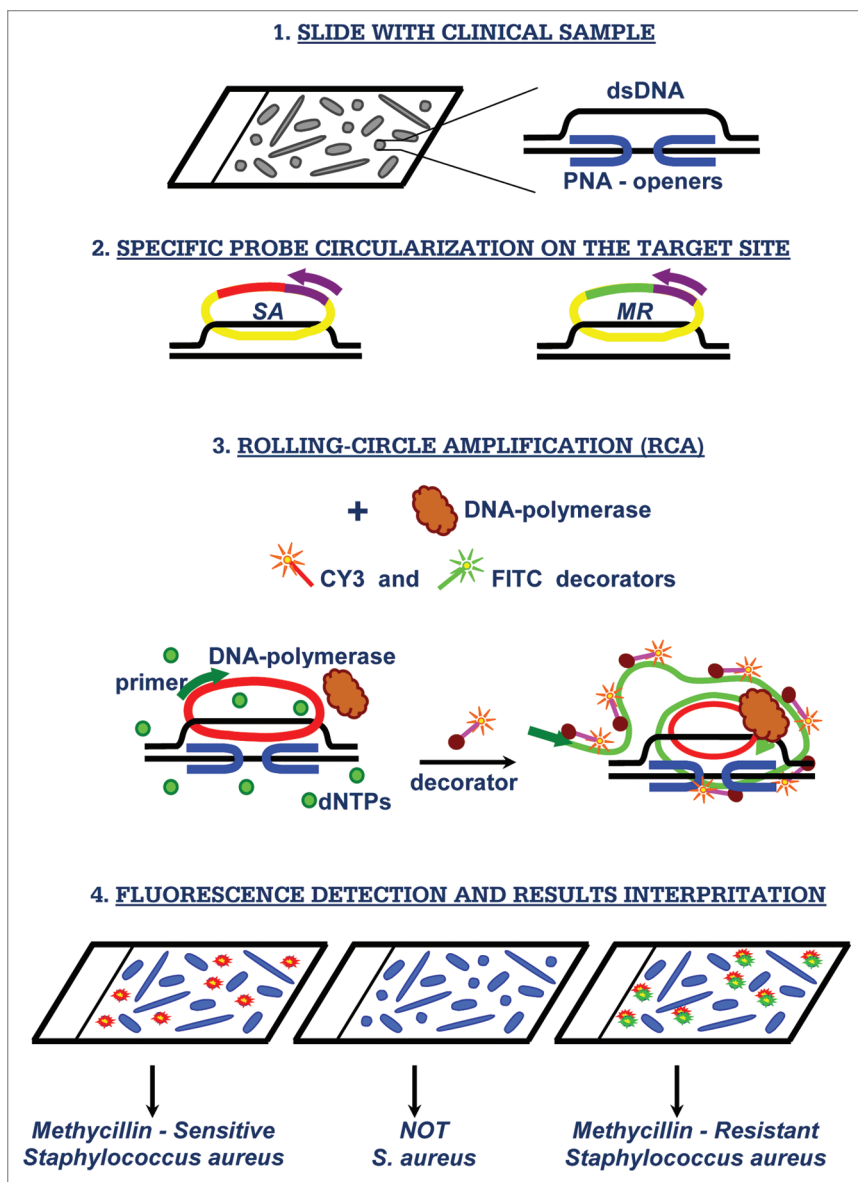 1. SLIDE WITH CLINICAL SAMPLE
dsDNA
PNA - openers
2. SPECIFIC PROBE CIRCULARIZATION ON THE TARGET SITE
SA
MR
3. ROLLING-CIRCLE AMPLIFICATION (RCA)
+ DNA-polymerase
CY3 and FITC decorators
DNA-polymerase
primer
decorator
dNTPs
4. FLUORESCENCE DETECTION AND RESULTS INTERPRITATION
Methycillin - Sensitive
Staphylococcus aureus
NOT
S. aureus
Methycillin - Resistant
Staphylococcus aureus